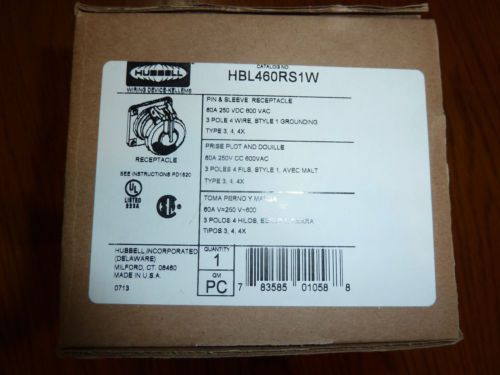 HUBBELL
WIRING DEVICE-KELLEMS
CATALOG NO.
HBL460RS1W
PIN & SLEEVE RECEPTACLE
60A 250 VDC 600 VAC
3 POLE 4 WIRE, STYLE 1 GROUNDING
TYPE 3, 4, 4X
RECEPTACLE
SEE INSTRUCTIONS PD1520
PRISE PLOT AND DOUILLE
60A 250V CC 600VAC
3 POLES 4 FILS, STYLE 1, AVEC MALT
TYPE 3, 4, 4X
UL
LISTED
TOMA PIERNO Y
60A V=250 V~600
3 POLOS 4 HILOS,
TIPOS 3, 4, 4X
HUBBELL INCORPORATED
(DELAWARE)
MILFORD, CT. 06460
MADE IN U.S.A.
0713
QUANTITY
1
QM
PC
7 83585 01058 8